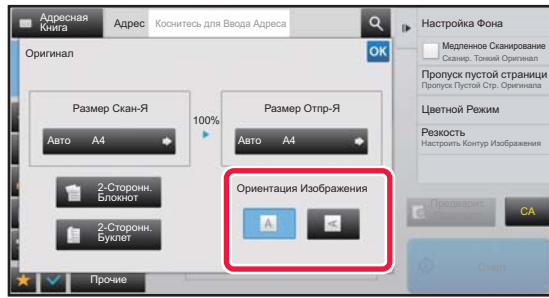 Адресная
Книга
Адрес
Коснитесь для Ввода Адреса
Оригинал
OK
Размер Скан-Я
Авто A4
100%
Размер Отпр-Я
Авто A4
2-Сторонн.
Блокнот
2-Сторонн.
Буклет
Ориентация Изображения
A
A
Прочие
Настройка Фона
Медленное Сканирование
Сканир. Тонкий Оригинал
Пропуск пустой страници
Пропуск Пустой Стр. Оригинала
Цветной Режим
Резкость
Настроить Контур Изображения
Предварит.
CA
Старт